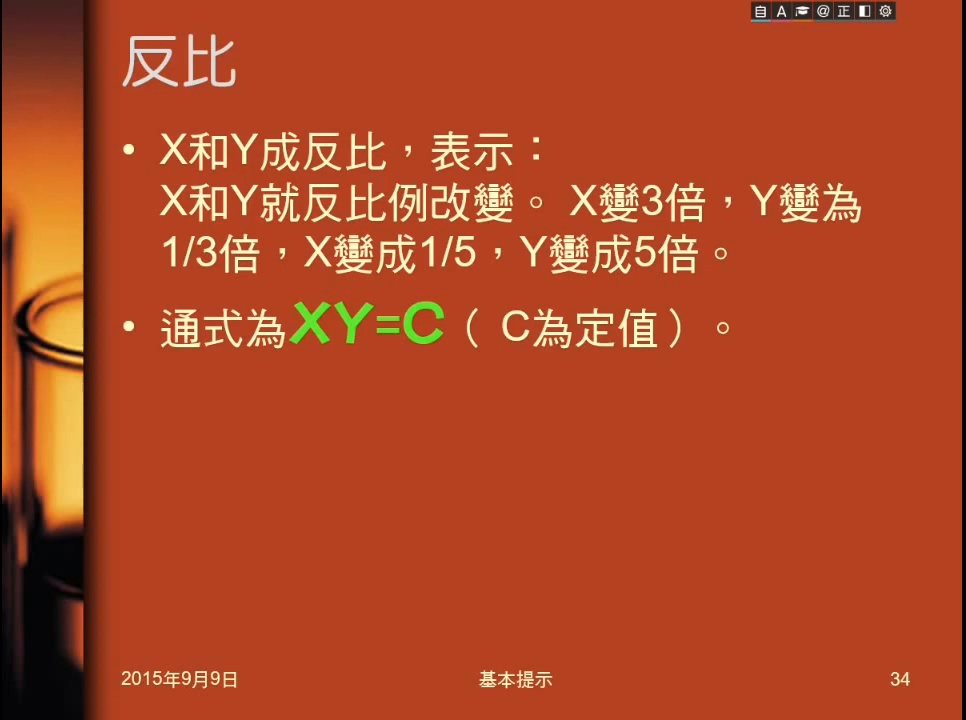 自 A @ 正
反比
• X和Y成反比，表示：
X和Y就反比例改變。 X變3倍，Y變為
1/3倍，X變成1/5，Y變成5倍。
• 通式為XY=C（ C為定值）。
2015年9月9日 基本提示 34